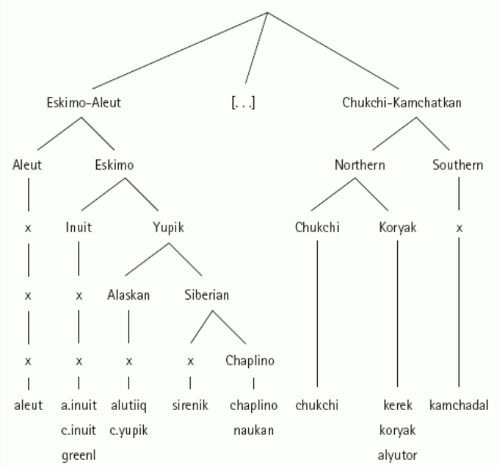 Eskimo-Aleut [. . .] Chukchi-Kamchatkan
Aleut Eskimo Northern Southern
x Inuit Yupik Chukchi Koryak x
x x Alaskan Siberian
x x x x Chaplino
aleut a.inuit alutiiq sirenik chaplino chukchi kerek kamchadal
c.inuit c.yupik naukan koryak
greenl alyutor